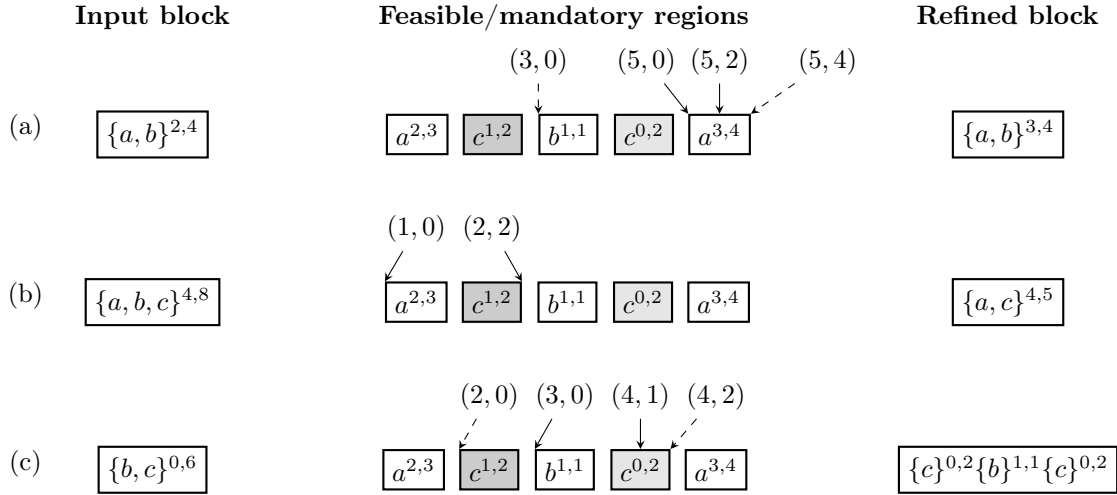 Input block Feasible/mandatory regions Refined block
(3, 0) (5, 0) (5, 2) (5, 4)
(a) {a, b}^{2,4} a^{2,3} c^{1,2} b^{1,1} c^{0,2} a^{3,4} {a, b}^{3,4}
(1, 0) (2, 2)
(b) {a, b, c}^{4,8} a^{2,3} c^{1,2} b^{1,1} c^{0,2} a^{3,4} {a, c}^{4,5}
(2, 0) (3, 0) (4, 1) (4, 2)
(c) {b, c}^{0,6} a^{2,3} c^{1,2} b^{1,1} c^{0,2} a^{3,4} {c}^{0,2}{b}^{1,1}{c}^{0,2}